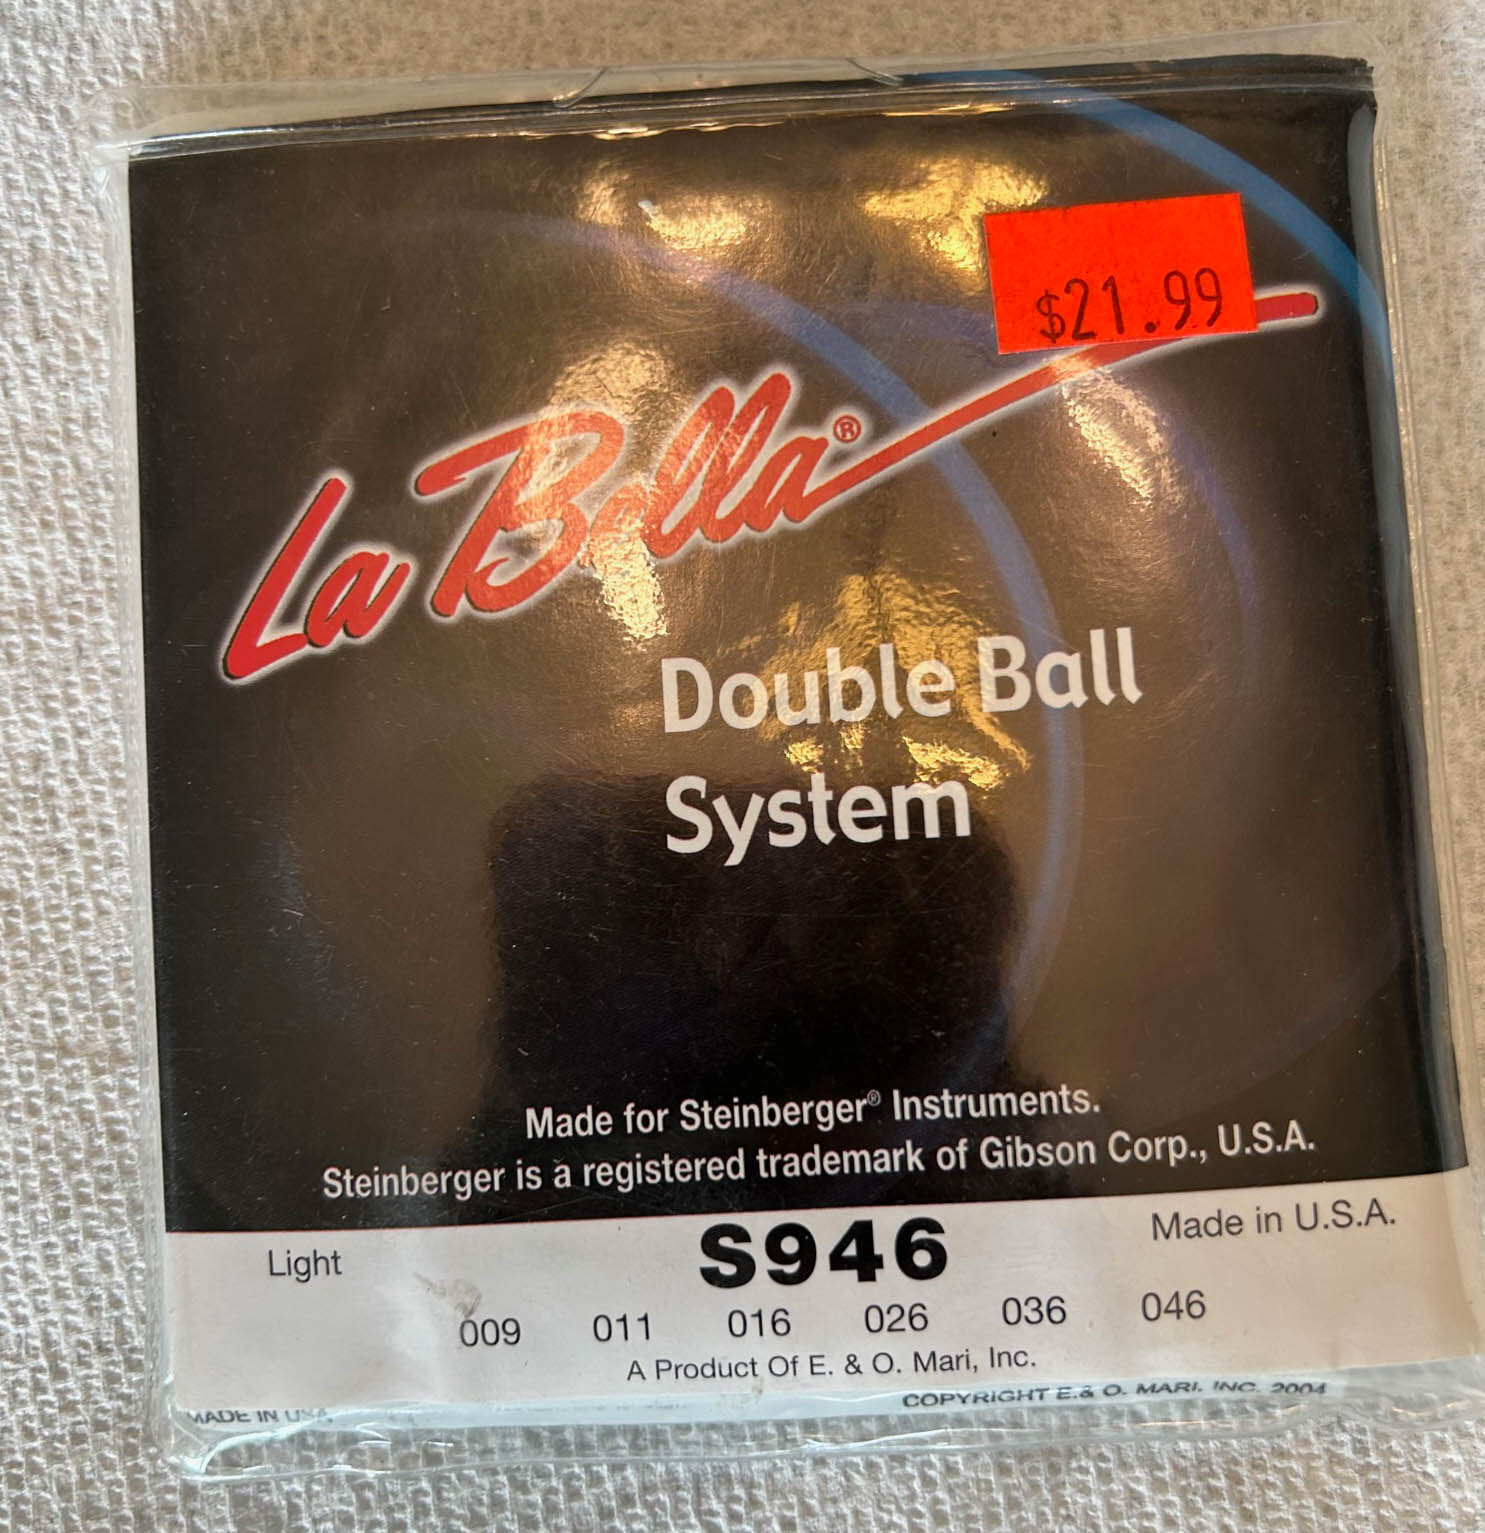 $21.99
La Bella®
Double Ball
System
Made for Steinberger® Instruments.
Steinberger is a registered trademark of Gibson Corp., U.S.A.
Light S946 Made in U.S.A.
009 011 016 026 036 046
A Product Of E. & O. Mari, Inc.
MADE IN USA COPYRIGHT E.& O. MARI. INC. 2004